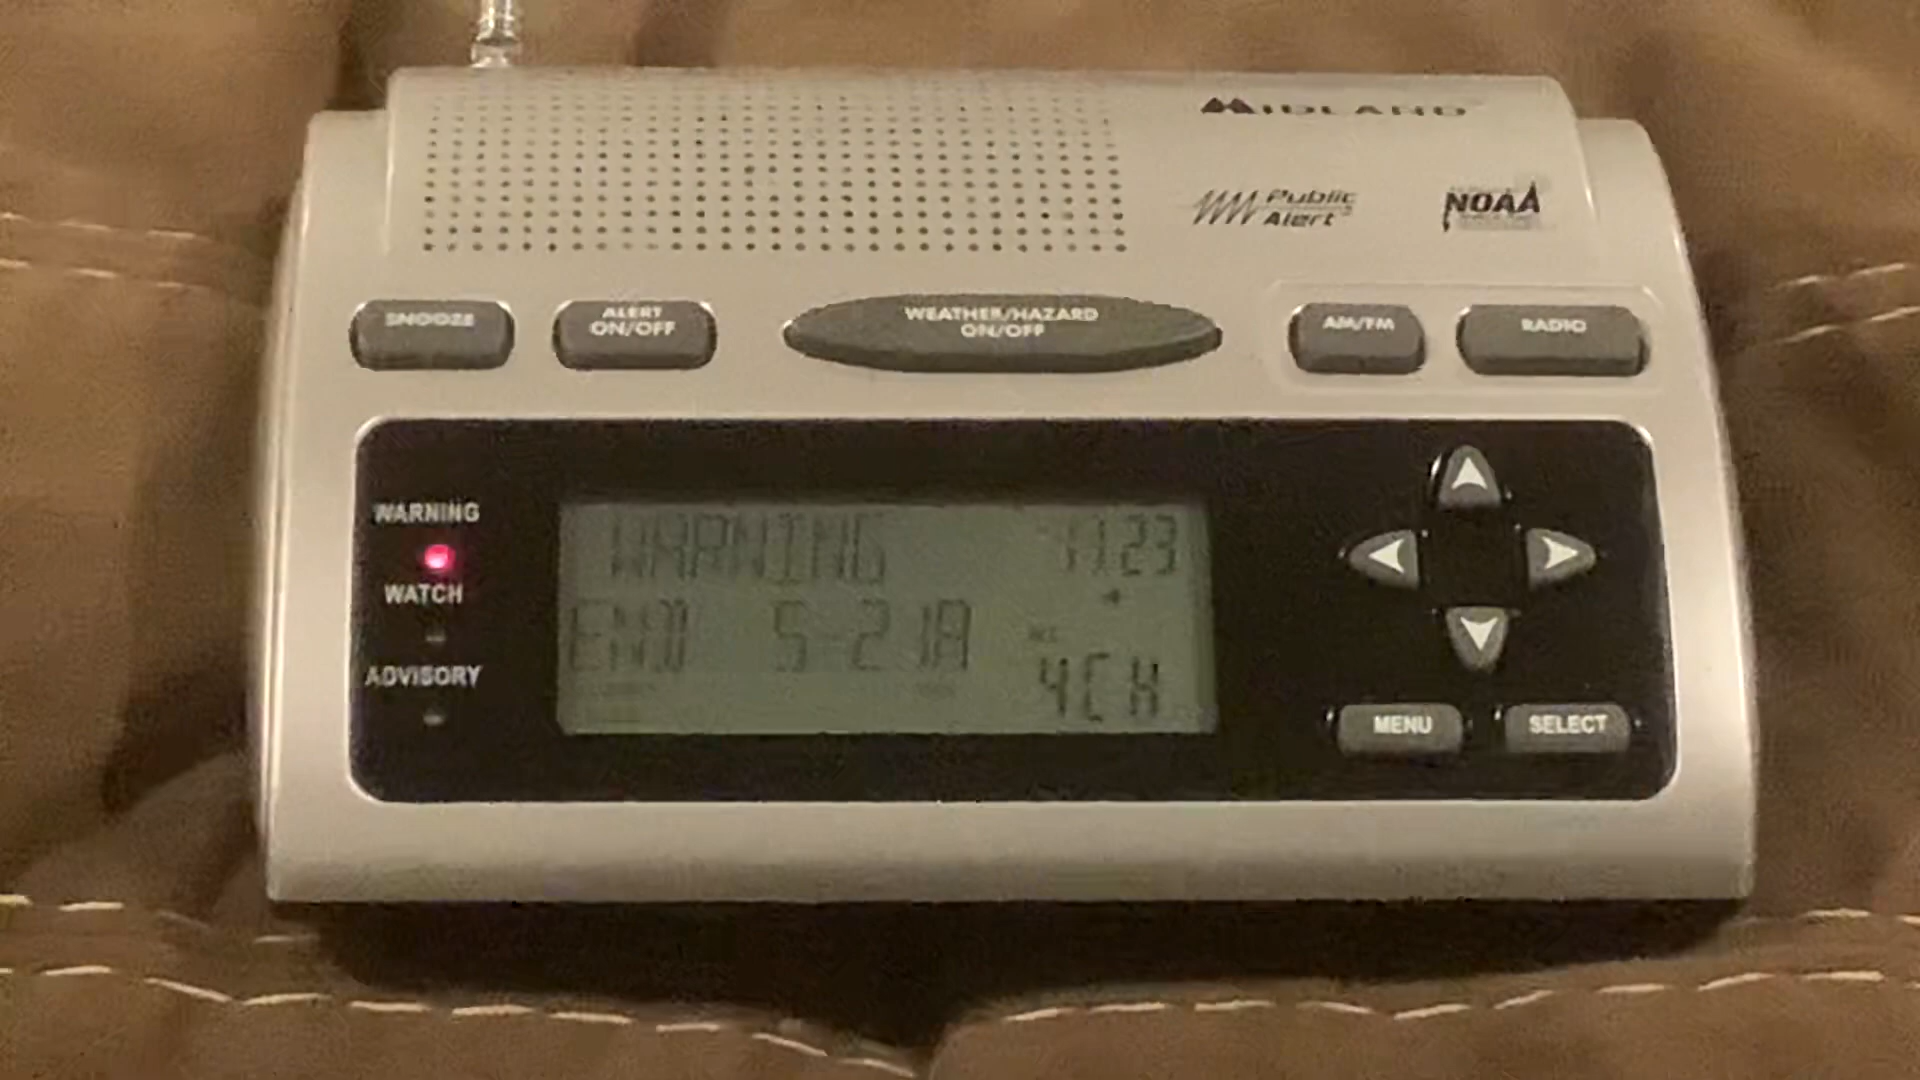 MIDLAND
Public
Alert
NOAA
SNOOZE
ALERT
ON/OFF
WEATHER/HAZARD
ON/OFF
AM/FM
RADIO
WARNING
WATCH
ADVISORY
WARNING 11:23
END 5-21A
4CH
MENU
SELECT